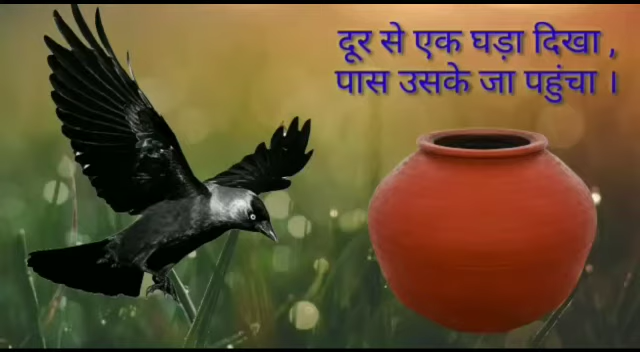 दूर से एक घड़ा दिखा ,
पास उसके जा पहुंचा ।